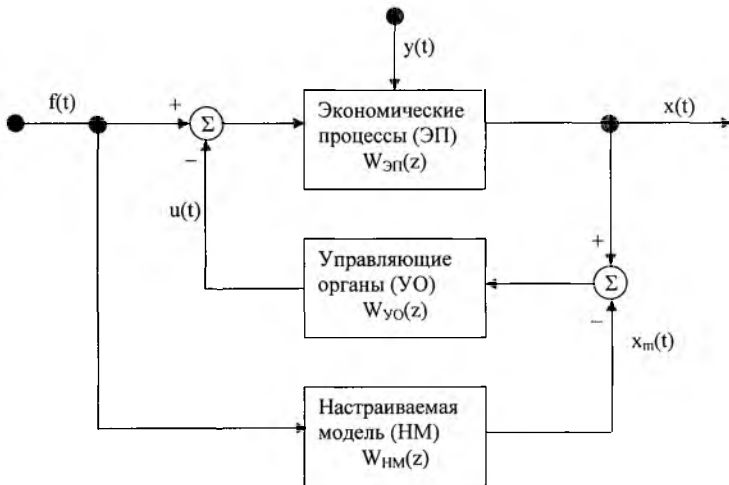 y(t)
f(t)
+
Σ
−
Экономические
процессы (ЭП)
W_ЭП(z)
x(t)
u(t)
Управляющие
органы (УО)
W_УО(z)
+
Σ
−
x_m(t)
Настраиваемая
модель (НМ)
W_НМ(z)